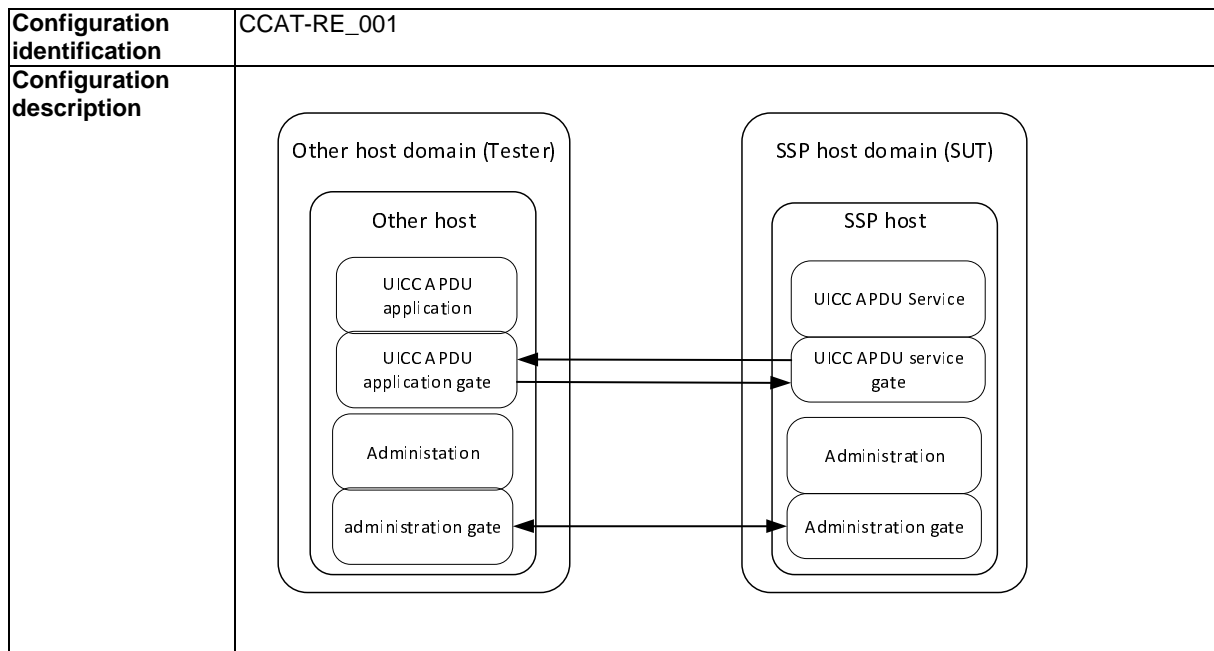 Configuration
identification
CCAT-RE_001
Configuration
description
Other host domain (Tester)
Other host
UICC APDU
application
UICC APDU
application gate
Administation
administration gate
SSP host domain (SUT)
SSP host
UICC APDU Service
UICC APDU service
gate
Administration
Administration gate